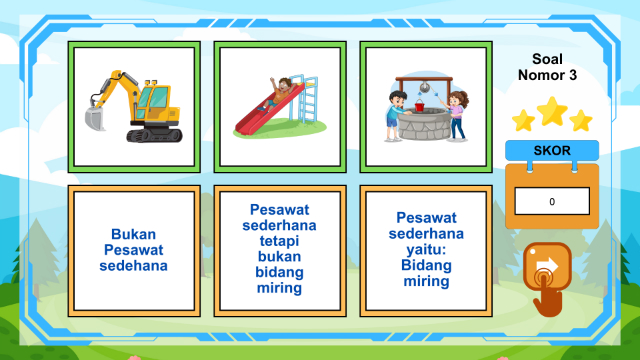 Soal
Nomor 3
SKOR
0
Bukan
Pesawat
sedehana
Pesawat
sederhana
tetapi
bukan
bidang
miring
Pesawat
sederhana
yaitu:
Bidang
miring